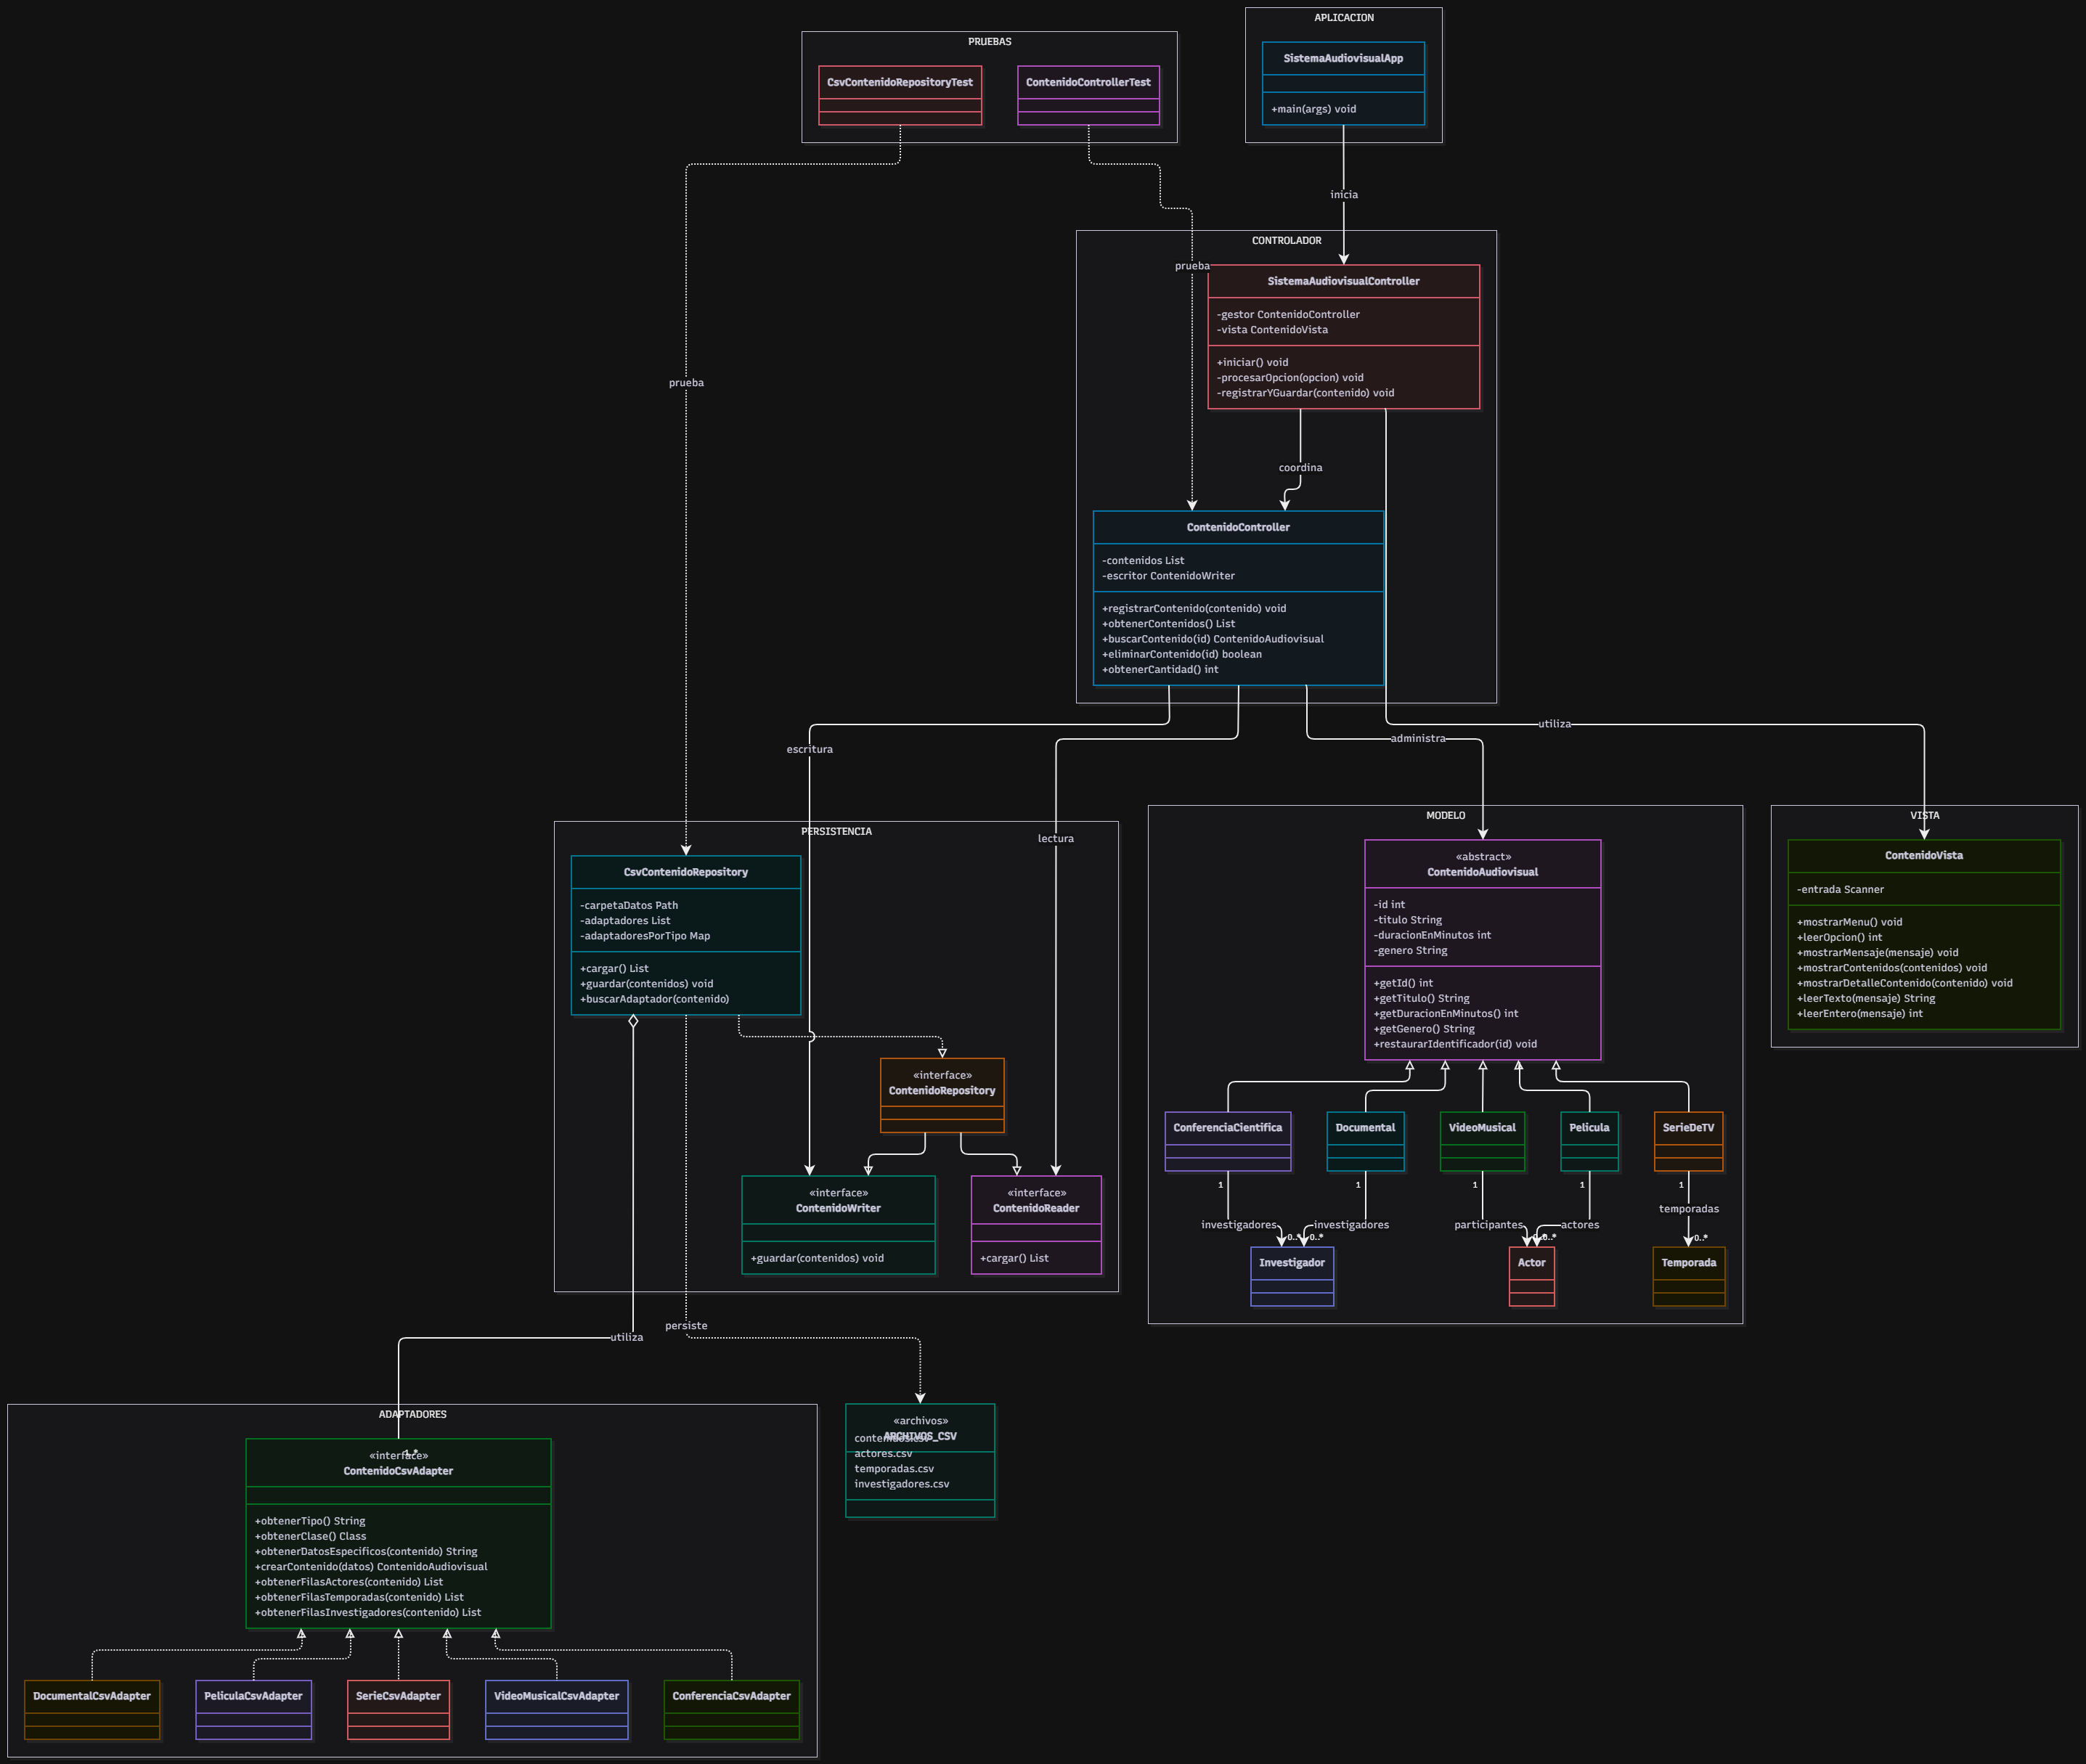 APLICACION
SistemaAudiovisualApp
+main(args) void
PRUEBAS
CsvContenidoRepositoryTest
ContenidoControllerTest
inicia
prueba
prueba
CONTROLADOR
SistemaAudiovisualController
-gestor ContenidoController
-vista ContenidoVista
+iniciar() void
-procesarOpcion(opcion) void
-registrarYGuardar(contenido) void
coordina
ContenidoController
-contenidos List
-escritor ContenidoWriter
+registrarContenido(contenido) void
+obtenerContenidos() List
+buscarContenido(id) ContenidoAudiovisual
+eliminarContenido(id) boolean
+obtenerCantidad() int
escritura
lectura
administra
utiliza
PERSISTENCIA
CsvContenidoRepository
-carpetaDatos Path
-adaptadores List
-adaptadoresPorTipo Map
+cargar() List
+guardar(contenidos) void
+buscarAdaptador(contenido)
«interface»
ContenidoRepository
«interface»
ContenidoWriter
+guardar(contenidos) void
«interface»
ContenidoReader
+cargar() List
MODELO
«abstract»
ContenidoAudiovisual
-id int
-titulo String
-duracionEnMinutos int
-genero String
+getId() int
+getTitulo() String
+getDuracionEnMinutos() int
+getGenero() String
+restaurarIdentificador(id) void
ConferenciaCientifica
Documental
VideoMusical
Pelicula
SerieDeTV
1
1
1
1
1
investigadores
investigadores
participantes
actores
temporadas
0..*
0..*
0..*
0..*
Investigador
Actor
Temporada
VISTA
ContenidoVista
-entrada Scanner
+mostrarMenu() void
+leerOpcion() int
+mostrarMensaje(mensaje) void
+mostrarContenidos(contenidos) void
+mostrarDetalleContenido(contenido) void
+leerTexto(mensaje) String
+leerEntero(mensaje) int
utiliza
persiste
ADAPTADORES
«interface»
ContenidoCsvAdapter
+obtenerTipo() String
+obtenerClase() Class
+obtenerDatosEspecificos(contenido) String
+crearContenido(datos) ContenidoAudiovisual
+obtenerFilasActores(contenido) List
+obtenerFilasTemporadas(contenido) List
+obtenerFilasInvestigadores(contenido) List
DocumentalCsvAdapter
PeliculaCsvAdapter
SerieCsvAdapter
VideoMusicalCsvAdapter
ConferenciaCsvAdapter
«archivos»
ARCHIVOS_CSV
contenidos.csv
actores.csv
temporadas.csv
investigadores.csv